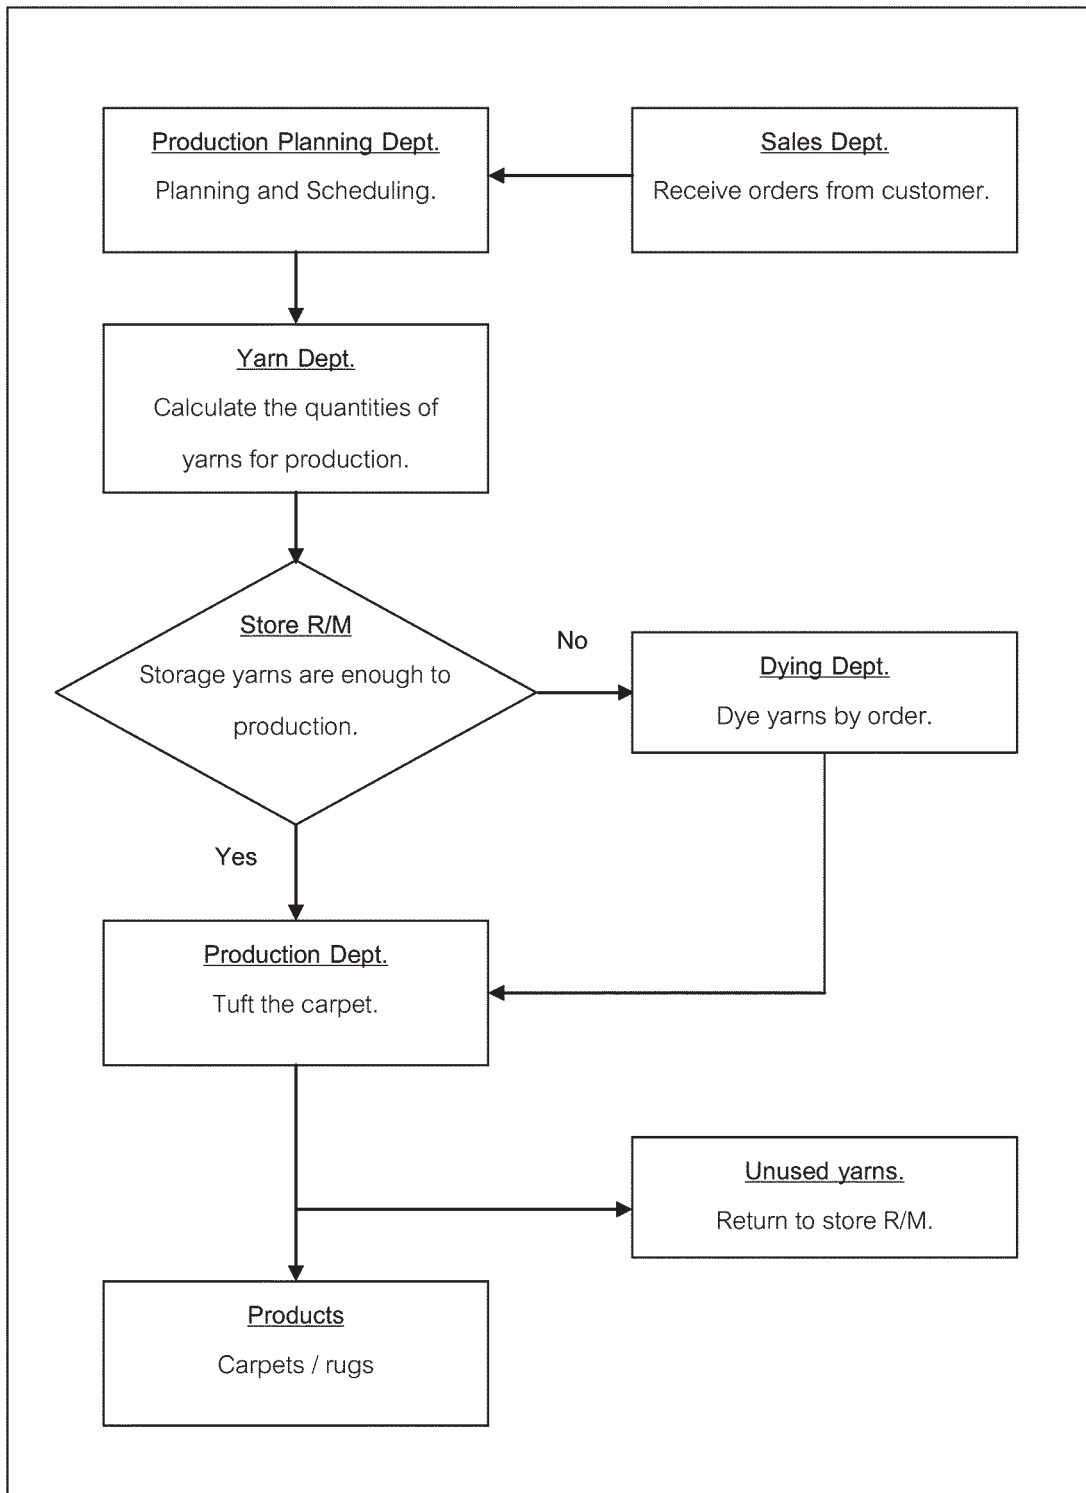 Production Planning Dept.
Planning and Scheduling.
Sales Dept.
Receive orders from customer.
Yarn Dept.
Calculate the quantities of
yarns for production.
Store R/M
Storage yarns are enough to
production.
No
Dying Dept.
Dye yarns by order.
Yes
Production Dept.
Tuft the carpet.
Unused yarns.
Return to store R/M.
Products
Carpets / rugs